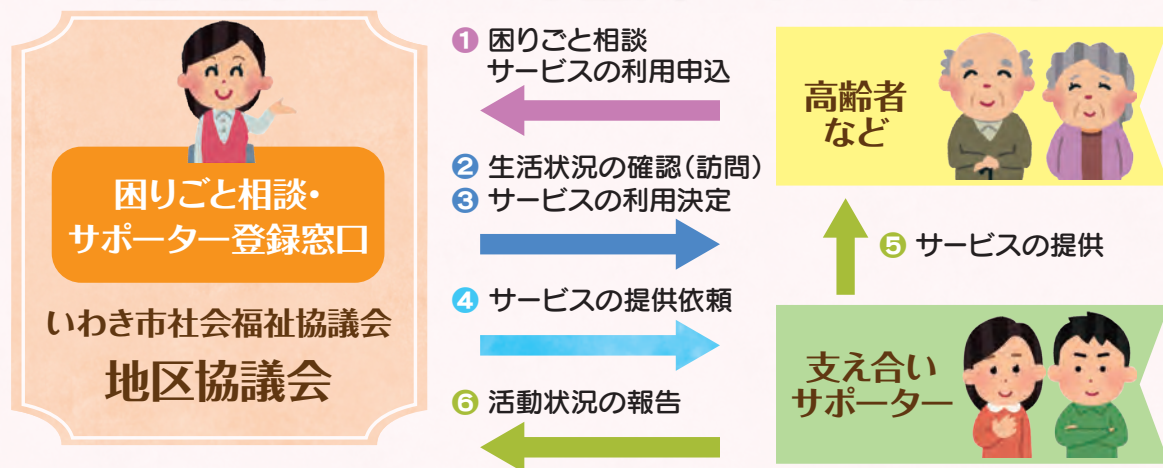 困りごと相談・
サポーター登録窓口
いわき市社会福祉協議会
地区協議会
❶ 困りごと相談
サービスの利用申込
❷ 生活状況の確認(訪問)
❸ サービスの利用決定
❹ サービスの提供依頼
❻ 活動状況の報告
高齢者
など
❺ サービスの提供
支え合い
サポーター